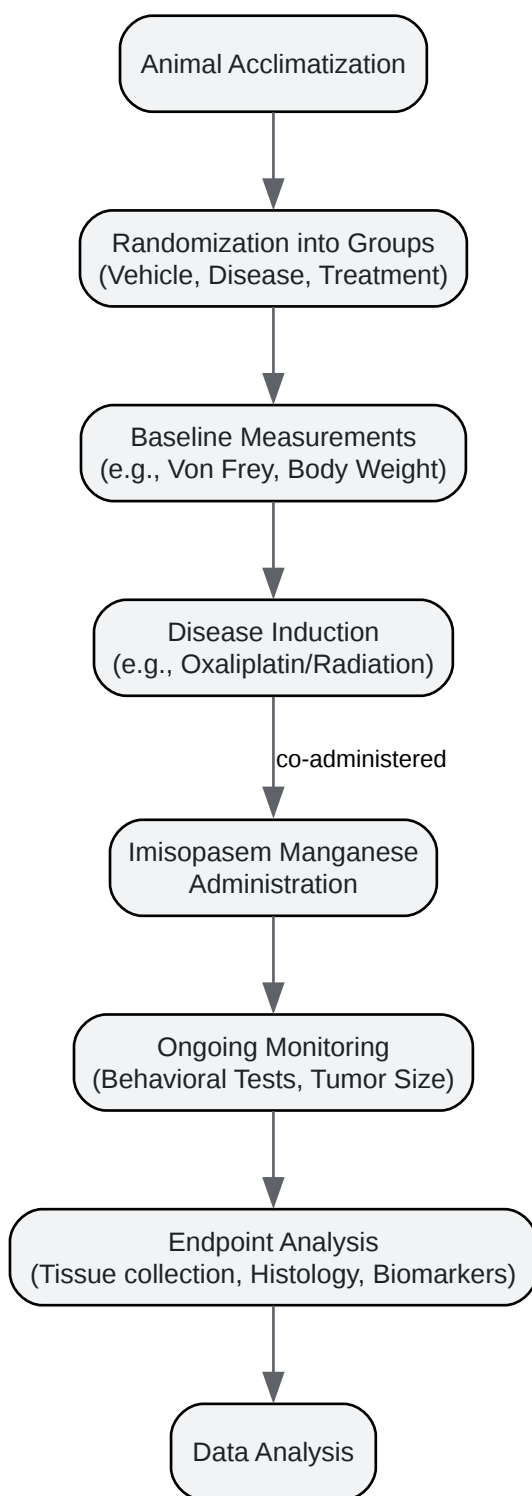 Animal Acclimatization
Randomization into Groups
(Vehicle, Disease, Treatment)
Baseline Measurements
(e.g., Von Frey, Body Weight)
Disease Induction
(e.g., Oxaliplatin/Radiation)
co-administered
Imisopasem Manganese
Administration
Ongoing Monitoring
(Behavioral Tests, Tumor Size)
Endpoint Analysis
(Tissue collection, Histology, Biomarkers)
Data Analysis